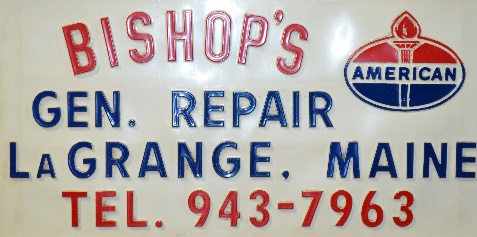 BISHOP'S
AMERICAN
GEN. REPAIR
LAGRANGE, MAINE
TEL. 943-7963